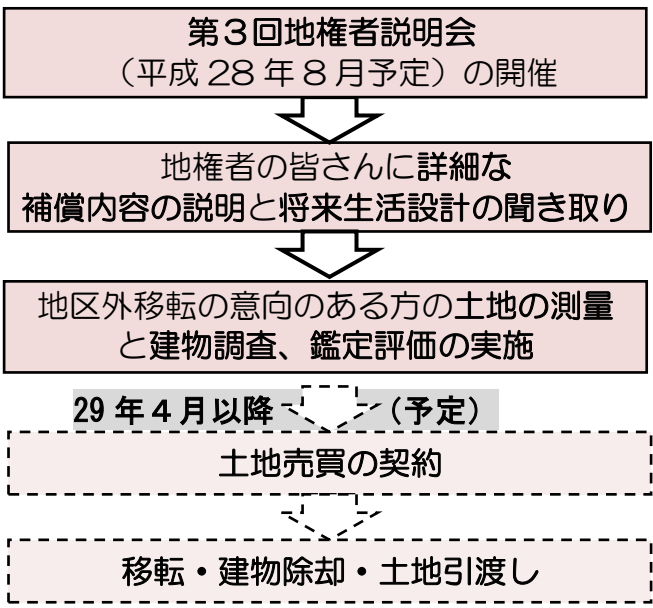 第３回地権者説明会
（平成 28 年 8 月予定）の開催
地権者の皆さんに詳細な
補償内容の説明と将来生活設計の聞き取り
地区外移転の意向のある方の土地の測量
と建物調査、鑑定評価の実施
29 年４月以降 （予定）
土地売買の契約
移転・建物除却・土地引渡し